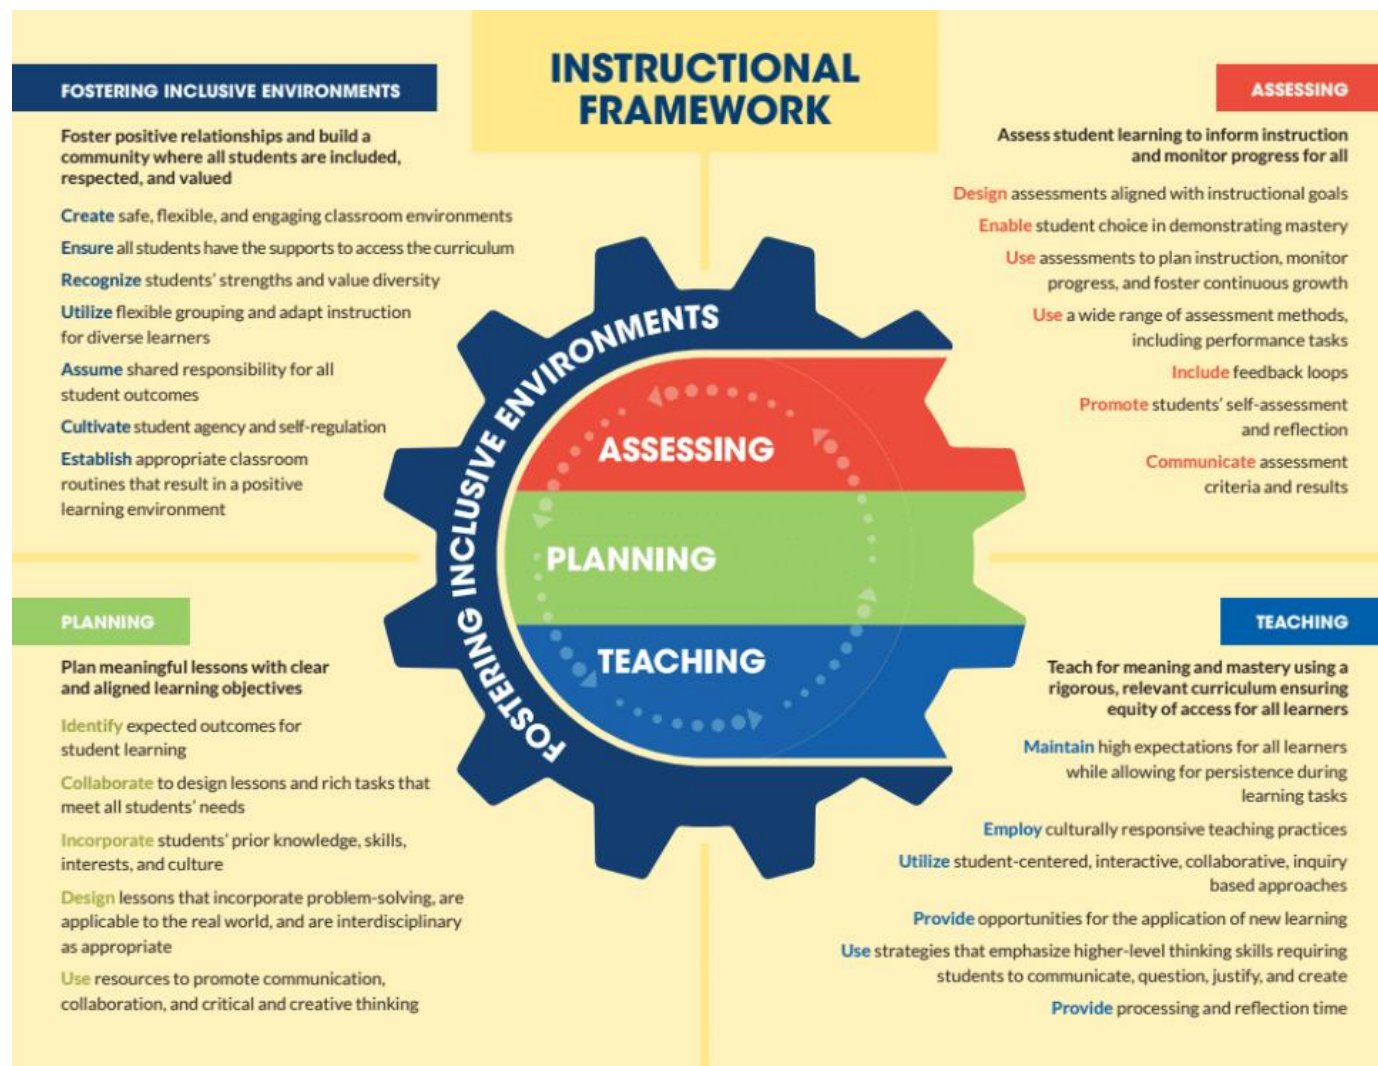 INSTRUCTIONAL
FRAMEWORK
FOSTERING INCLUSIVE ENVIRONMENTS
Foster positive relationships and build a
community where all students are included,
respected, and valued
Create safe, flexible, and engaging classroom environments
Ensure all students have the supports to access the curriculum
Recognize students' strengths and value diversity
Utilize flexible grouping and adapt instruction
for diverse learners
Assume shared responsibility for all
student outcomes
Cultivate student agency and self-regulation
Establish appropriate classroom
routines that result in a positive
learning environment
ASSESSING
Assess student learning to inform instruction
and monitor progress for all
Design assessments aligned with instructional goals
Enable student choice in demonstrating mastery
Use assessments to plan instruction, monitor
progress, and foster continuous growth
Use a wide range of assessment methods,
including performance tasks
Include feedback loops
Promote students' self-assessment
and reflection
Communicate assessment
criteria and results
FOSTERING INCLUSIVE ENVIRONMENTS
ASSESSING
PLANNING
TEACHING
PLANNING
Plan meaningful lessons with clear
and aligned learning objectives
Identify expected outcomes for
student learning
Collaborate to design lessons and rich tasks that
meet all students' needs
Incorporate students' prior knowledge, skills,
interests, and culture
Design lessons that incorporate problem-solving, are
applicable to the real world, and are interdisciplinary
as appropriate
Use resources to promote communication,
collaboration, and critical and creative thinking
TEACHING
Teach for meaning and mastery using a
rigorous, relevant curriculum ensuring
equity of access for all learners
Maintain high expectations for all learners
while allowing for persistence during
learning tasks
Employ culturally responsive teaching practices
Utilize student-centered, interactive, collaborative, inquiry
based approaches
Provide opportunities for the application of new learning
Use strategies that emphasize higher-level thinking skills requiring
students to communicate, question, justify, and create
Provide processing and reflection time